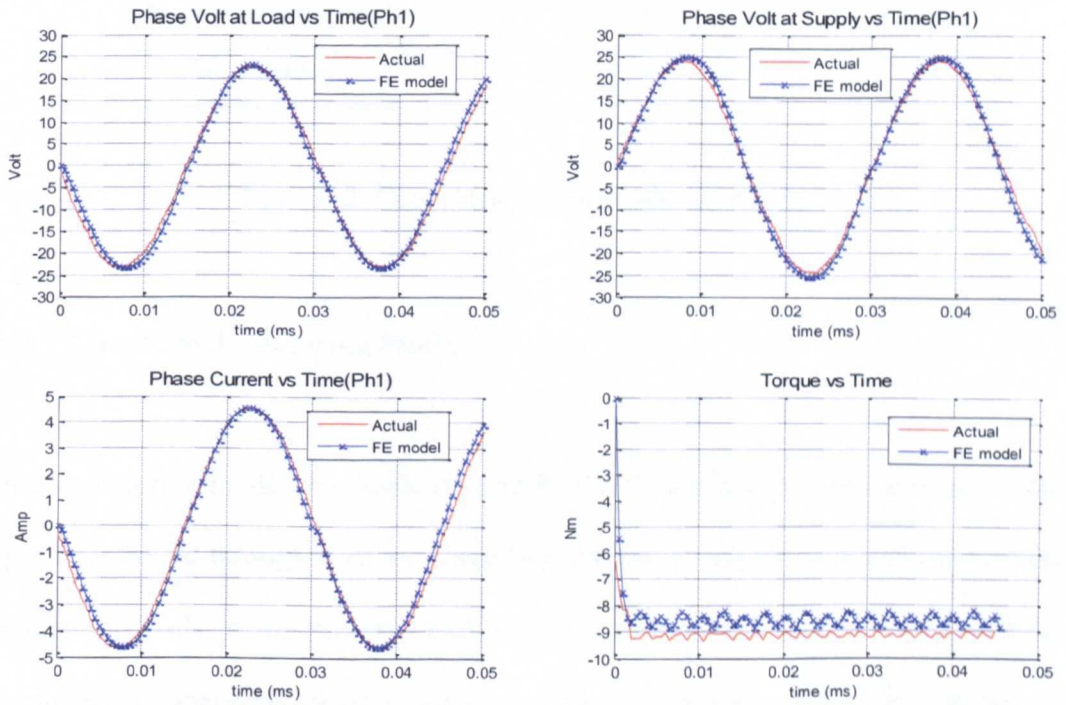 Phase Volt at Load vs Time(Ph1)
30
25
20
15
10
5
0
-5
-10
-15
-20
-25
-30
Volt
Actual
FE model
0 0.01 0.02 0.03 0.04 0.05
time (ms)
Phase Volt at Supply vs Time(Ph1)
30
25
20
15
10
5
0
-5
-10
-15
-20
-25
-30
Volt
Actual
FE model
0 0.01 0.02 0.03 0.04 0.05
time (ms)
Phase Current vs Time(Ph1)
5
4
3
2
1
0
-1
-2
-3
-4
-5
Amp
Actual
FE model
0 0.01 0.02 0.03 0.04 0.05
time (ms)
Torque vs Time
0
-1
-2
-3
-4
-5
-6
-7
-8
-9
-10
Nm
Actual
FE model
0 0.01 0.02 0.03 0.04 0.05
time (ms)